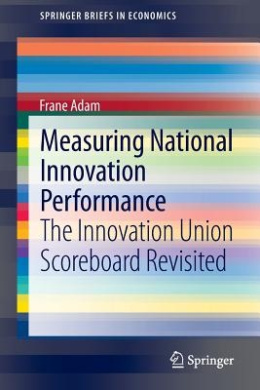 SPRINGER BRIEFS IN ECONOMICS
Frane Adam
Measuring National
Innovation
Performance
The Innovation Union
Scoreboard Revisited
Springer